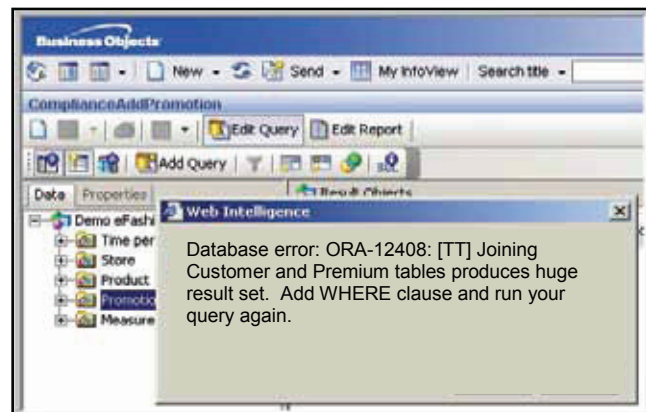 Business Objects
New Send My InfoView Search title
ComplianceAddPromotion
Edit Query Edit Report
Add Query
Data Properties
Result Objects
Web Intelligence
Demo eFashi
Time per
Store
Product
Promotio
Measure
Database error: ORA-12408: [TT] Joining
Customer and Premium tables produces huge
result set. Add WHERE clause and run your
query again.